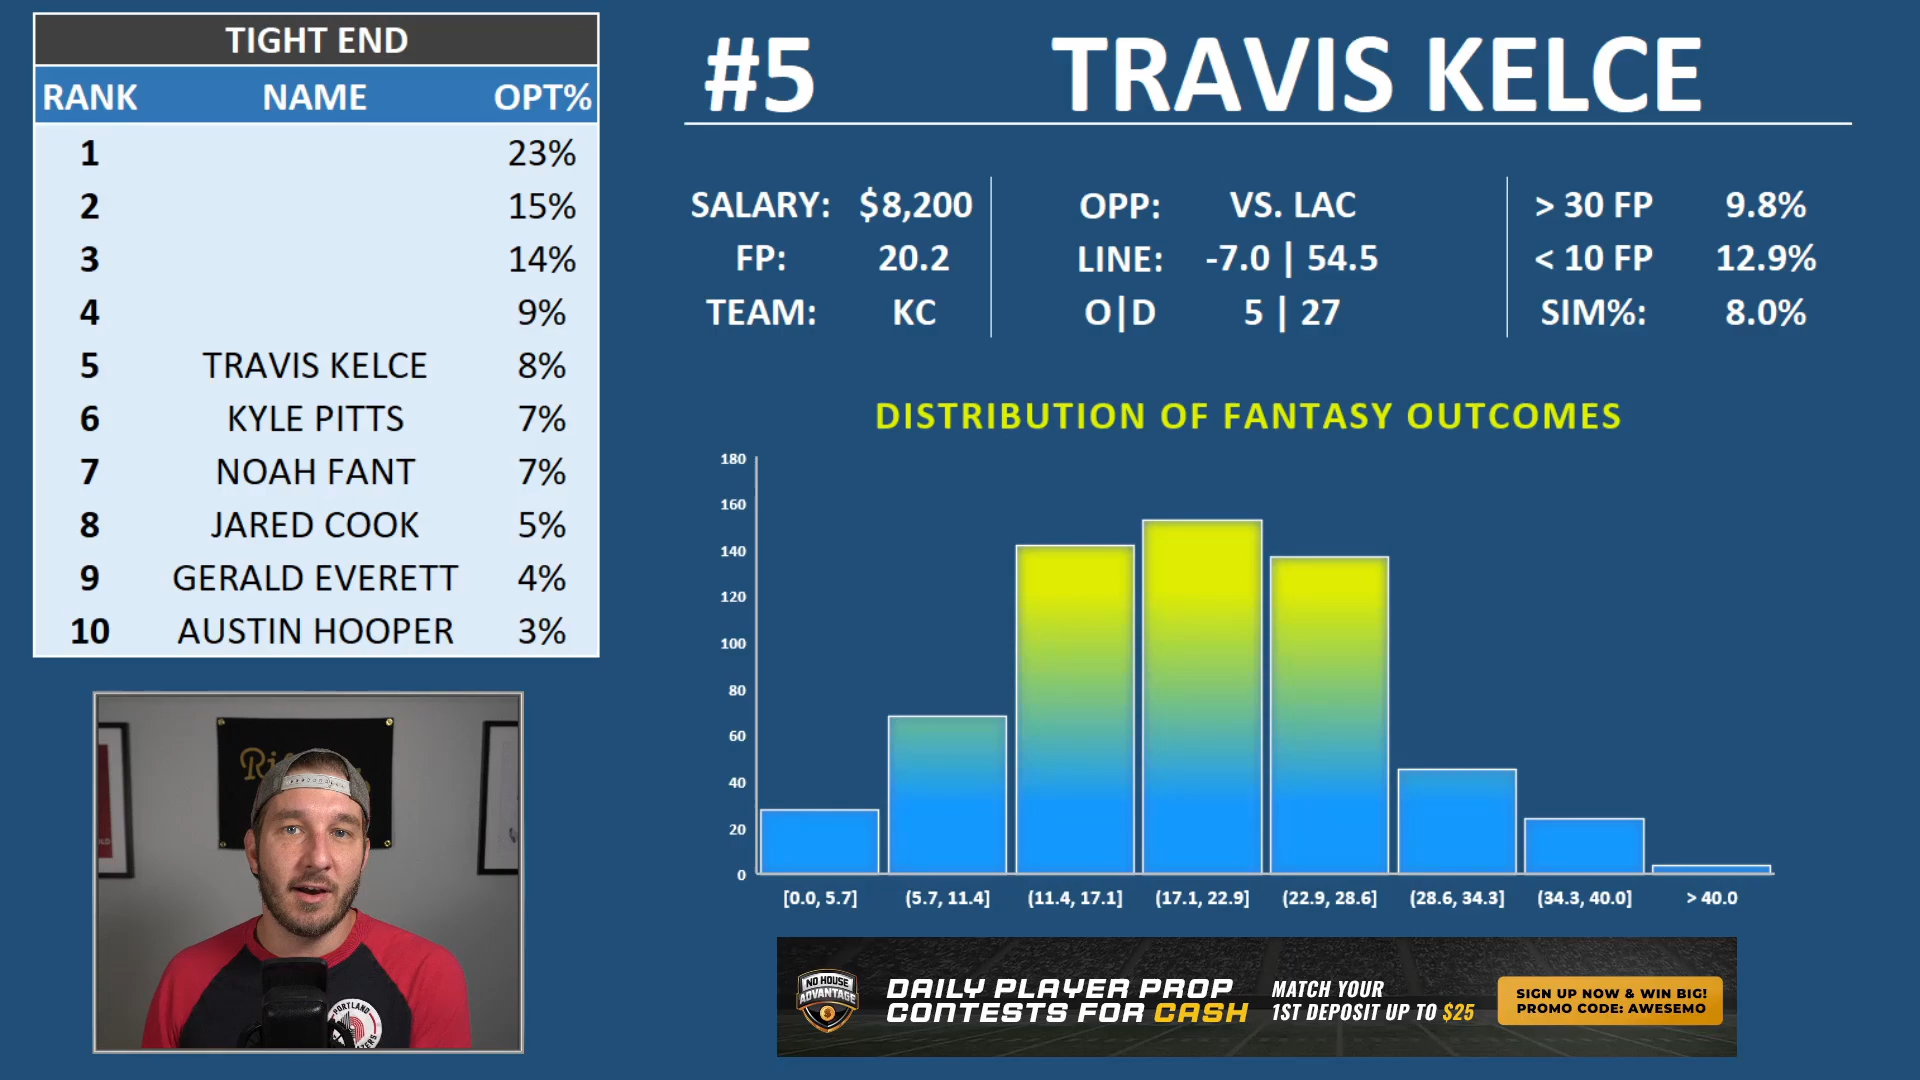 TIGHT END
RANK NAME OPT%
1 23%
2 15%
3 14%
4 9%
5 TRAVIS KELCE 8%
6 KYLE PITTS 7%
7 NOAH FANT 7%
8 JARED COOK 5%
9 GERALD EVERETT 4%
10 AUSTIN HOOPER 3%
#5 TRAVIS KELCE
SALARY: $8,200 OPP: VS. LAC > 30 FP 9.8%
FP: 20.2 LINE: -7.0 | 54.5 < 10 FP 12.9%
TEAM: KC O|D 5 | 27 SIM%: 8.0%
DISTRIBUTION OF FANTASY OUTCOMES
180
160
140
120
100
80
60
40
20
0
[0.0, 5.7] (5.7, 11.4] (11.4, 17.1] (17.1, 22.9] (22.9, 28.6] (28.6, 34.3] (34.3, 40.0] > 40.0
PORTLAND
NO HOUSE
ADVANTAGE
DAILY PLAYER PROP
CONTESTS FOR CASH
MATCH YOUR
1ST DEPOSIT UP TO $25
SIGN UP NOW & WIN BIG!
PROMO CODE: AWESEMO